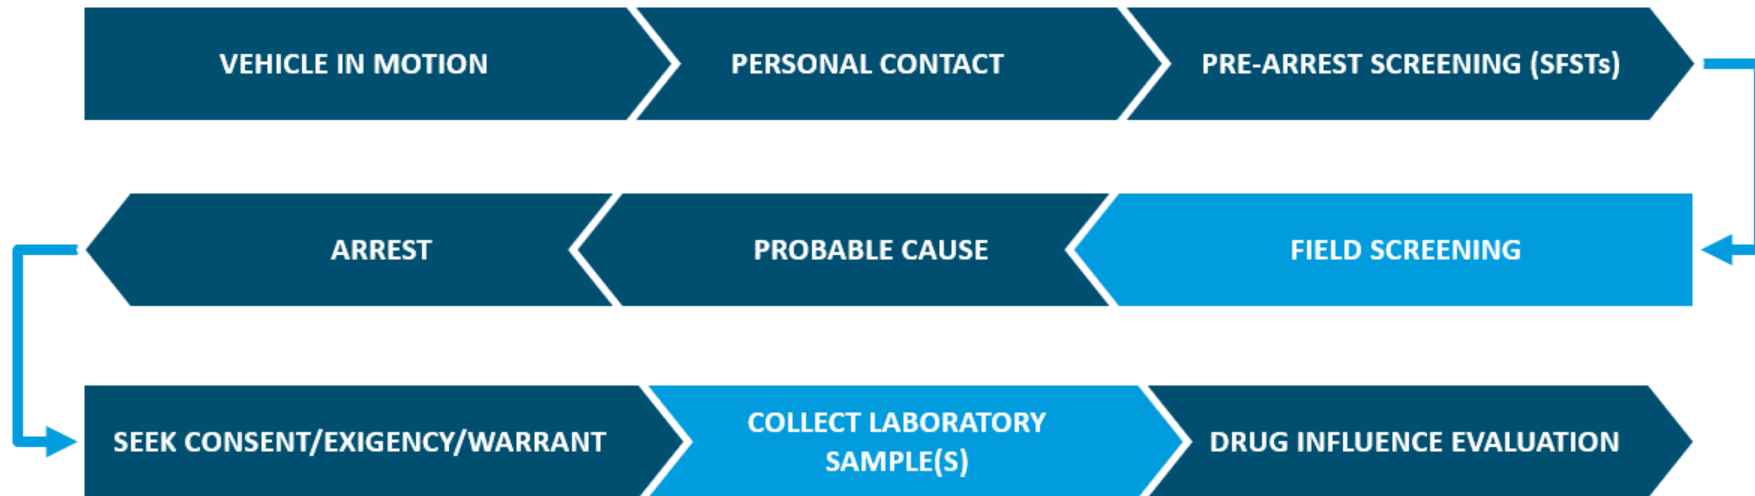 VEHICLE IN MOTION
PERSONAL CONTACT
PRE-ARREST SCREENING (SFSTs)
FIELD SCREENING
PROBABLE CAUSE
ARREST
SEEK CONSENT/EXIGENCY/WARRANT
COLLECT LABORATORY
SAMPLE(S)
DRUG INFLUENCE EVALUATION